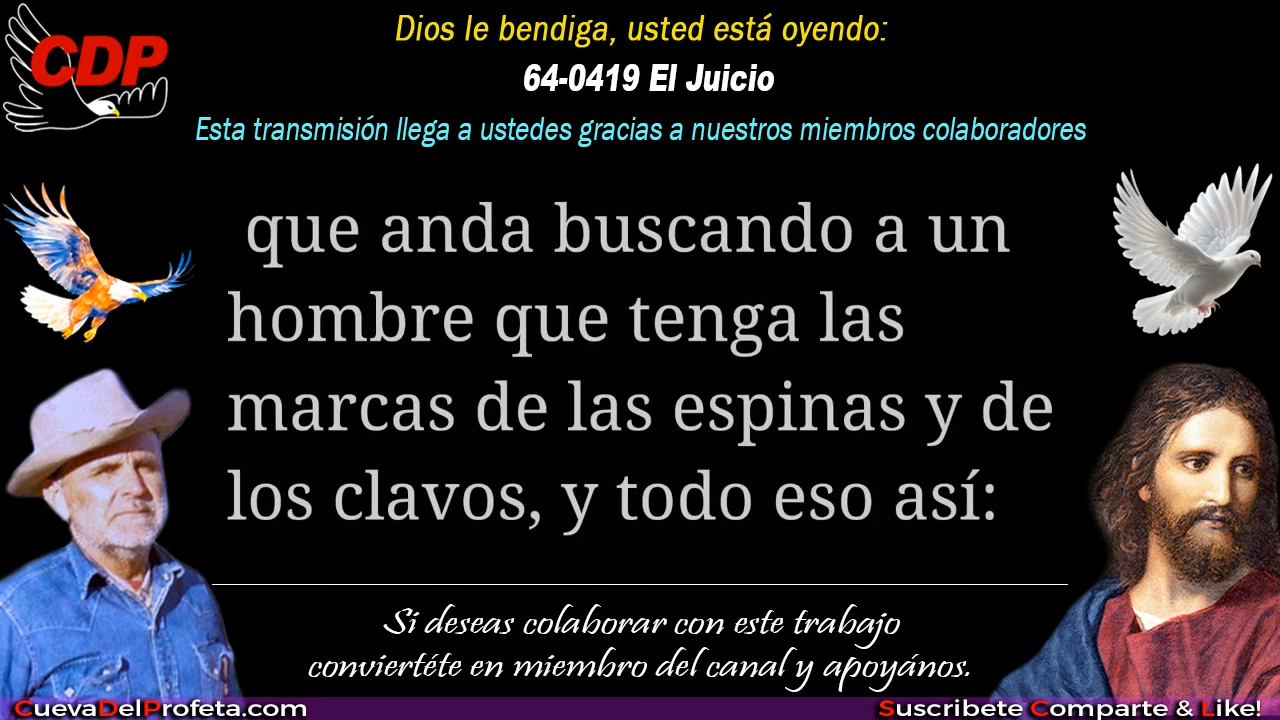 CDP
Dios le bendiga, usted está oyendo:
64-0419 El Juicio
Esta transmisión llega a ustedes gracias a nuestros miembros colaboradores
que anda buscando a un
hombre que tenga las
marcas de las espinas y de
los clavos, y todo eso así:
Si deseas colaborar con este trabajo
conviertéte en miembro del canal y apoyános.
CuevaDelProfeta.com
Suscribete Comparte & Like!